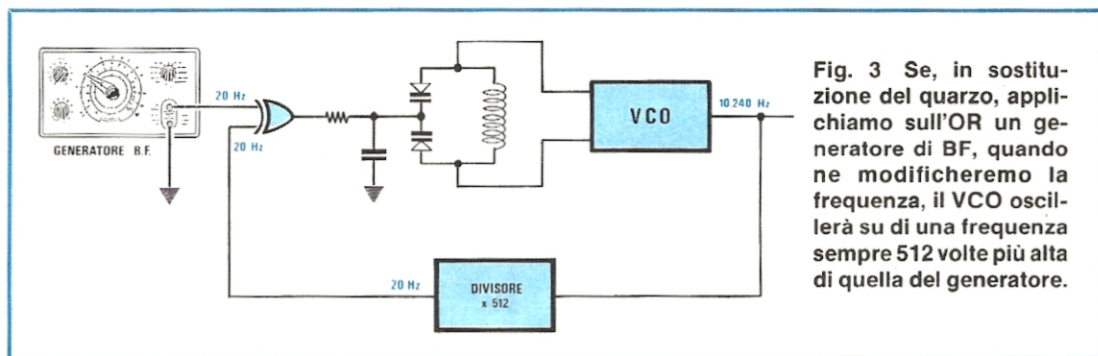 20 Hz
20 Hz
GENERATORE B.F.
VCO
10 240 Hz
20 Hz
DIVISORE
x 512
Fig. 3 Se, in sostitu-
zione del quarzo, appli-
chiamo sull'OR un ge-
neratore di BF, quando
ne modificheremo la
frequenza, il VCO oscil-
lerà su di una frequenza
sempre 512 volte più alta
di quella del generatore.